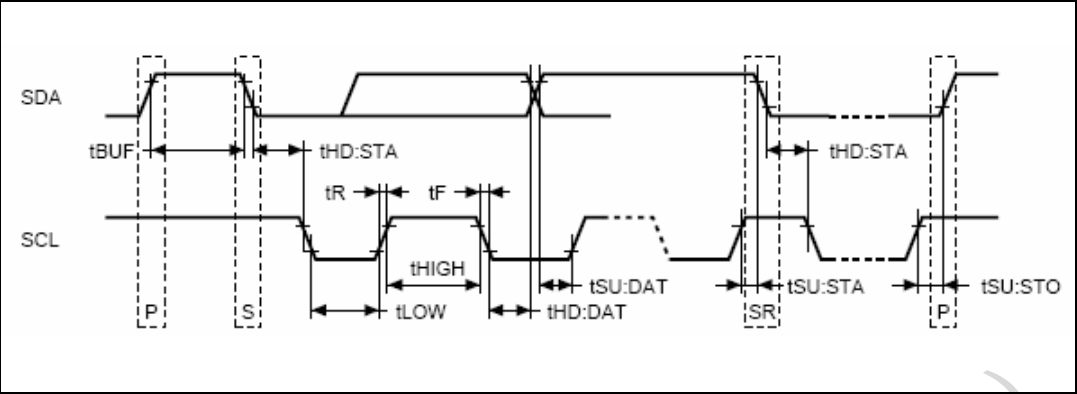 SDA
tBUF
tHD:STA
tHD:STA
tR
tF
SCL
tHIGH
tSU:DAT
tSU:STA
tSU:STO
P
S
tLOW
tHD:DAT
SR
P